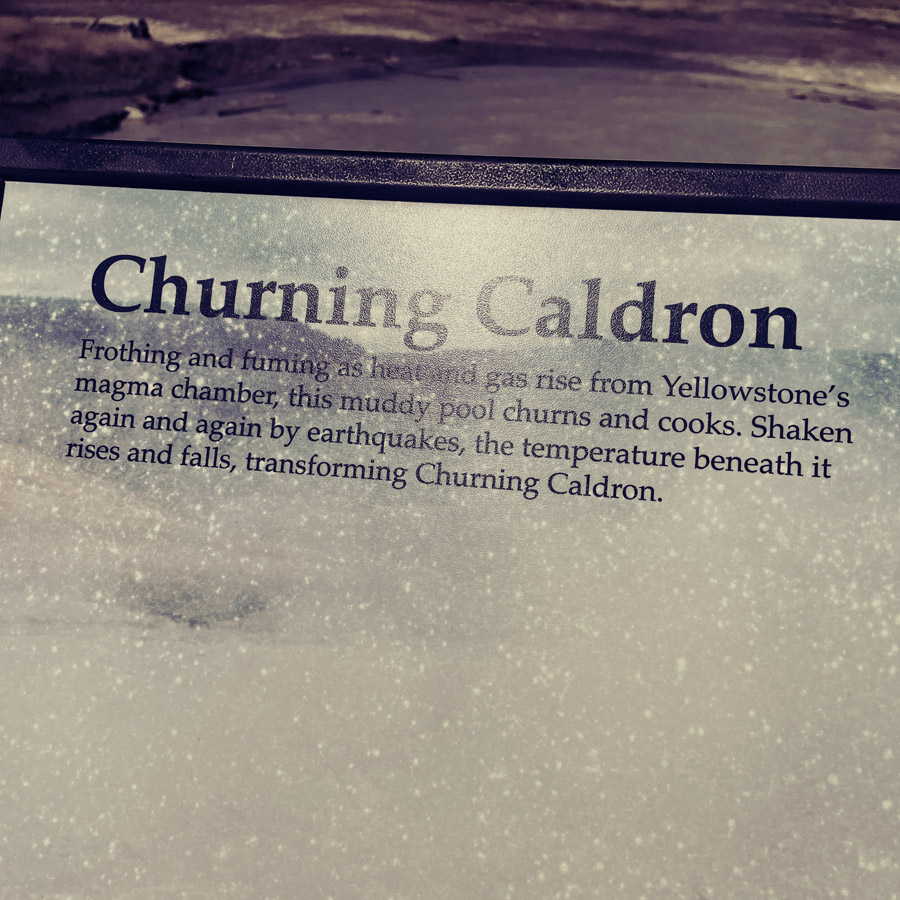 Churning Caldron
Frothing and fuming as heat and gas rise from Yellowstone's
magma chamber, this muddy pool churns and cooks. Shaken
again and again by earthquakes, the temperature beneath it
rises and falls, transforming Churning Caldron.